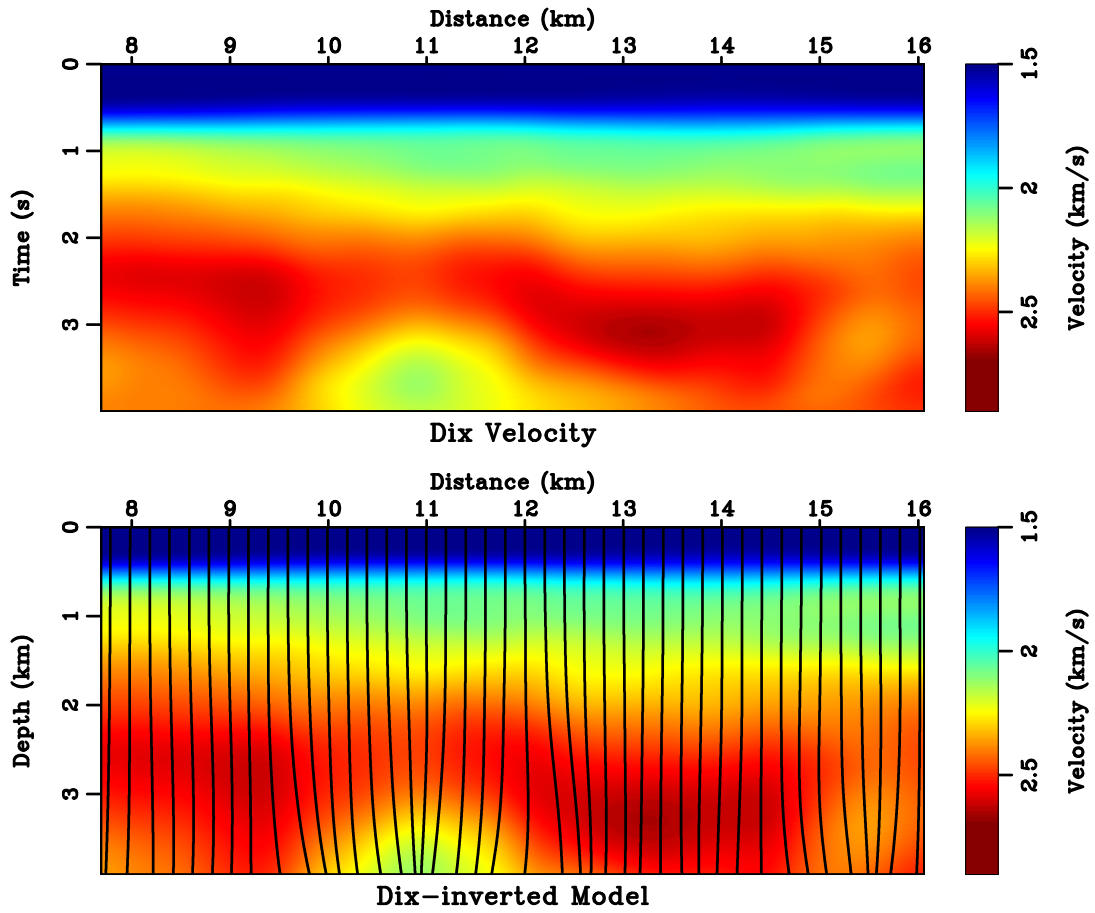 Distance (km)
8 9 10 11 12 13 14 15 16
0
1
2
3
Time (s)
1.5
2
2.5
Velocity (km/s)
Dix Velocity
Distance (km)
8 9 10 11 12 13 14 15 16
0
1
2
3
Depth (km)
1.5
2
2.5
Velocity (km/s)
Dix-inverted Model